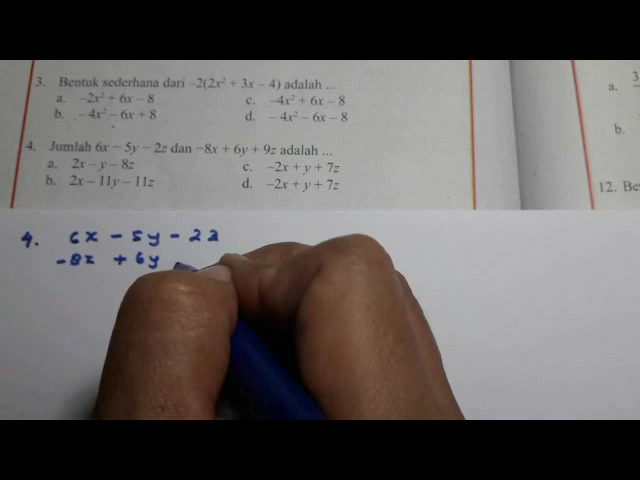 3. Bentuk sederhana dari −2(2x² + 3x − 4) adalah ...
a. −2x² + 6x − 8
c. −4x² + 6x − 8
b. −4x² − 6x + 8
d. −4x² − 6x − 8
4. Jumlah 6x − 5y − 2z dan −8x + 6y + 9z adalah ...
a. 2x − y − 8z
c. −2x + y + 7z
b. 2x − 11y − 11z
d. −2x + y + 7z
a. 3
b.
12. Be
4. 6x − 5y − 2z
−8x + 6y